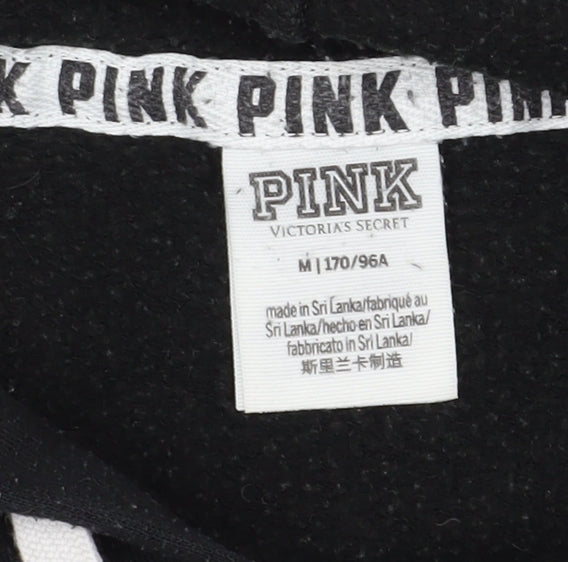 K PINK PINK PINK
PINK
VICTORIA'S SECRET
M | 170/96A
made in Sri Lanka/fabriqué au
Sri Lanka/hecho en Sri Lanka/
fabbricato in Sri Lanka/
斯里兰卡制造